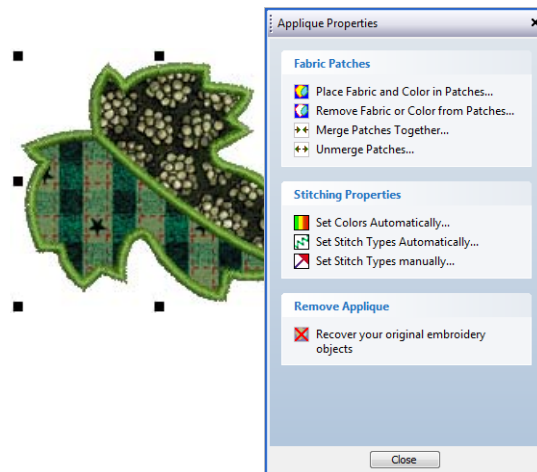 Applique Properties
Fabric Patches
Place Fabric and Color in Patches...
Remove Fabric or Color from Patches...
Merge Patches Together...
Unmerge Patches...
Stitching Properties
Set Colors Automatically...
Set Stitch Types Automatically...
Set Stitch Types manually...
Remove Applique
Recover your original embroidery
objects
Close